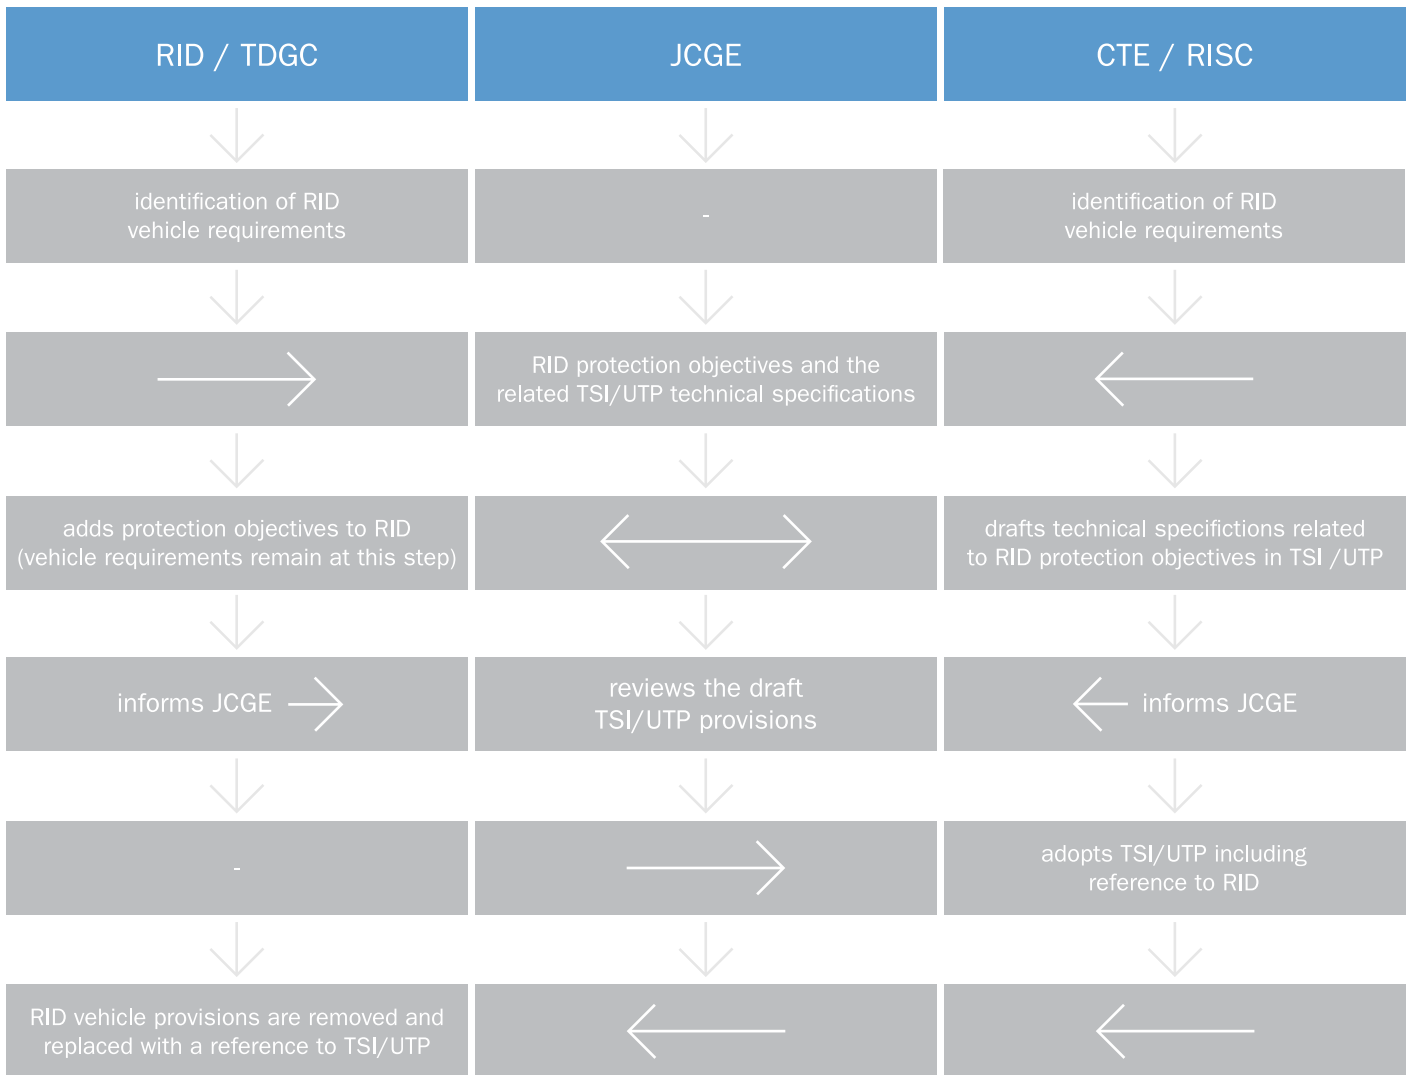 RID / TDGC
JCGE
CTE / RISC
identification of RID
vehicle requirements
-
identification of RID
vehicle requirements
RID protection objectives and the
related TSI/UTP technical specifications
adds protection objectives to RID
(vehicle requirements remain at this step)
drafts technical specifictions related
to RID protection objectives in TSI /UTP
informs JCGE
reviews the draft
TSI/UTP provisions
informs JCGE
-
adopts TSI/UTP including
reference to RID
RID vehicle provisions are removed and
replaced with a reference to TSI/UTP